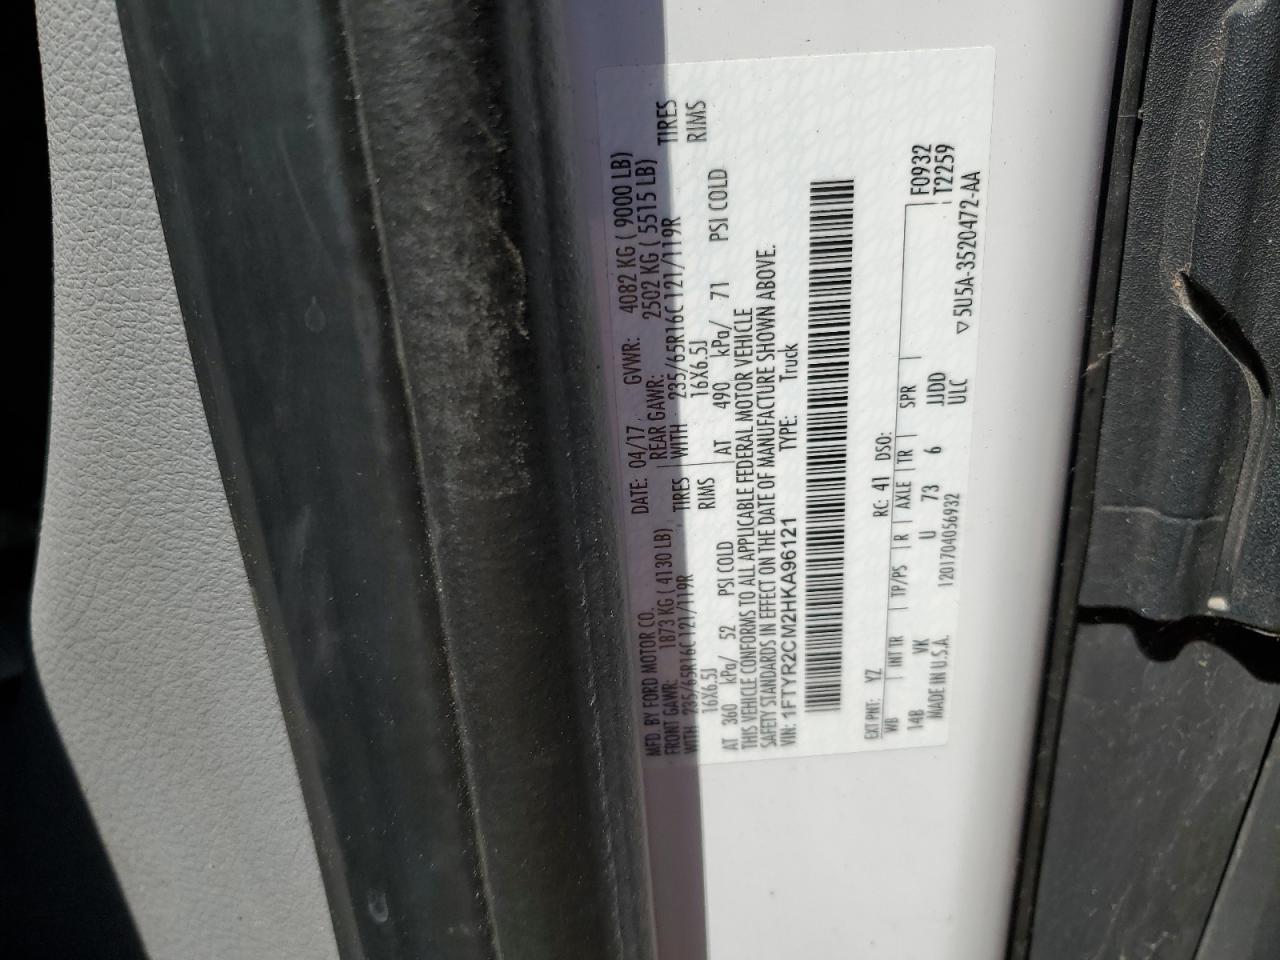 MFD. BY FORD MOTOR CO. DATE: 04/17 GVWR: 4082 KG ( 9000 LB)
FRONT GAWR: 1873 KG ( 4130 LB) REAR GAWR: 2502 KG ( 5515 LB)
WITH 235/65R16C 121/119R TIRES WITH 235/65R16C 121/119R TIRES
16X6.5J RIMS 16X6.5J RIMS
AT 360 kPa/ 52 PSI COLD AT 490 kPa/ 71 PSI COLD
THIS VEHICLE CONFORMS TO ALL APPLICABLE FEDERAL MOTOR VEHICLE
SAFETY STANDARDS IN EFFECT ON THE DATE OF MANUFACTURE SHOWN ABOVE.
VIN: 1FTYR2CM2HKA96121 TYPE: Truck
EXT PNT: YZ RC: 41 DSO:
WB INT TR TP/PS R AXLE TR SPR F0932
14B VK U 73 6 JJDD T2259
MADE IN U.S.A. 1201704056932 ULC ▽5U5A-3520472-AA